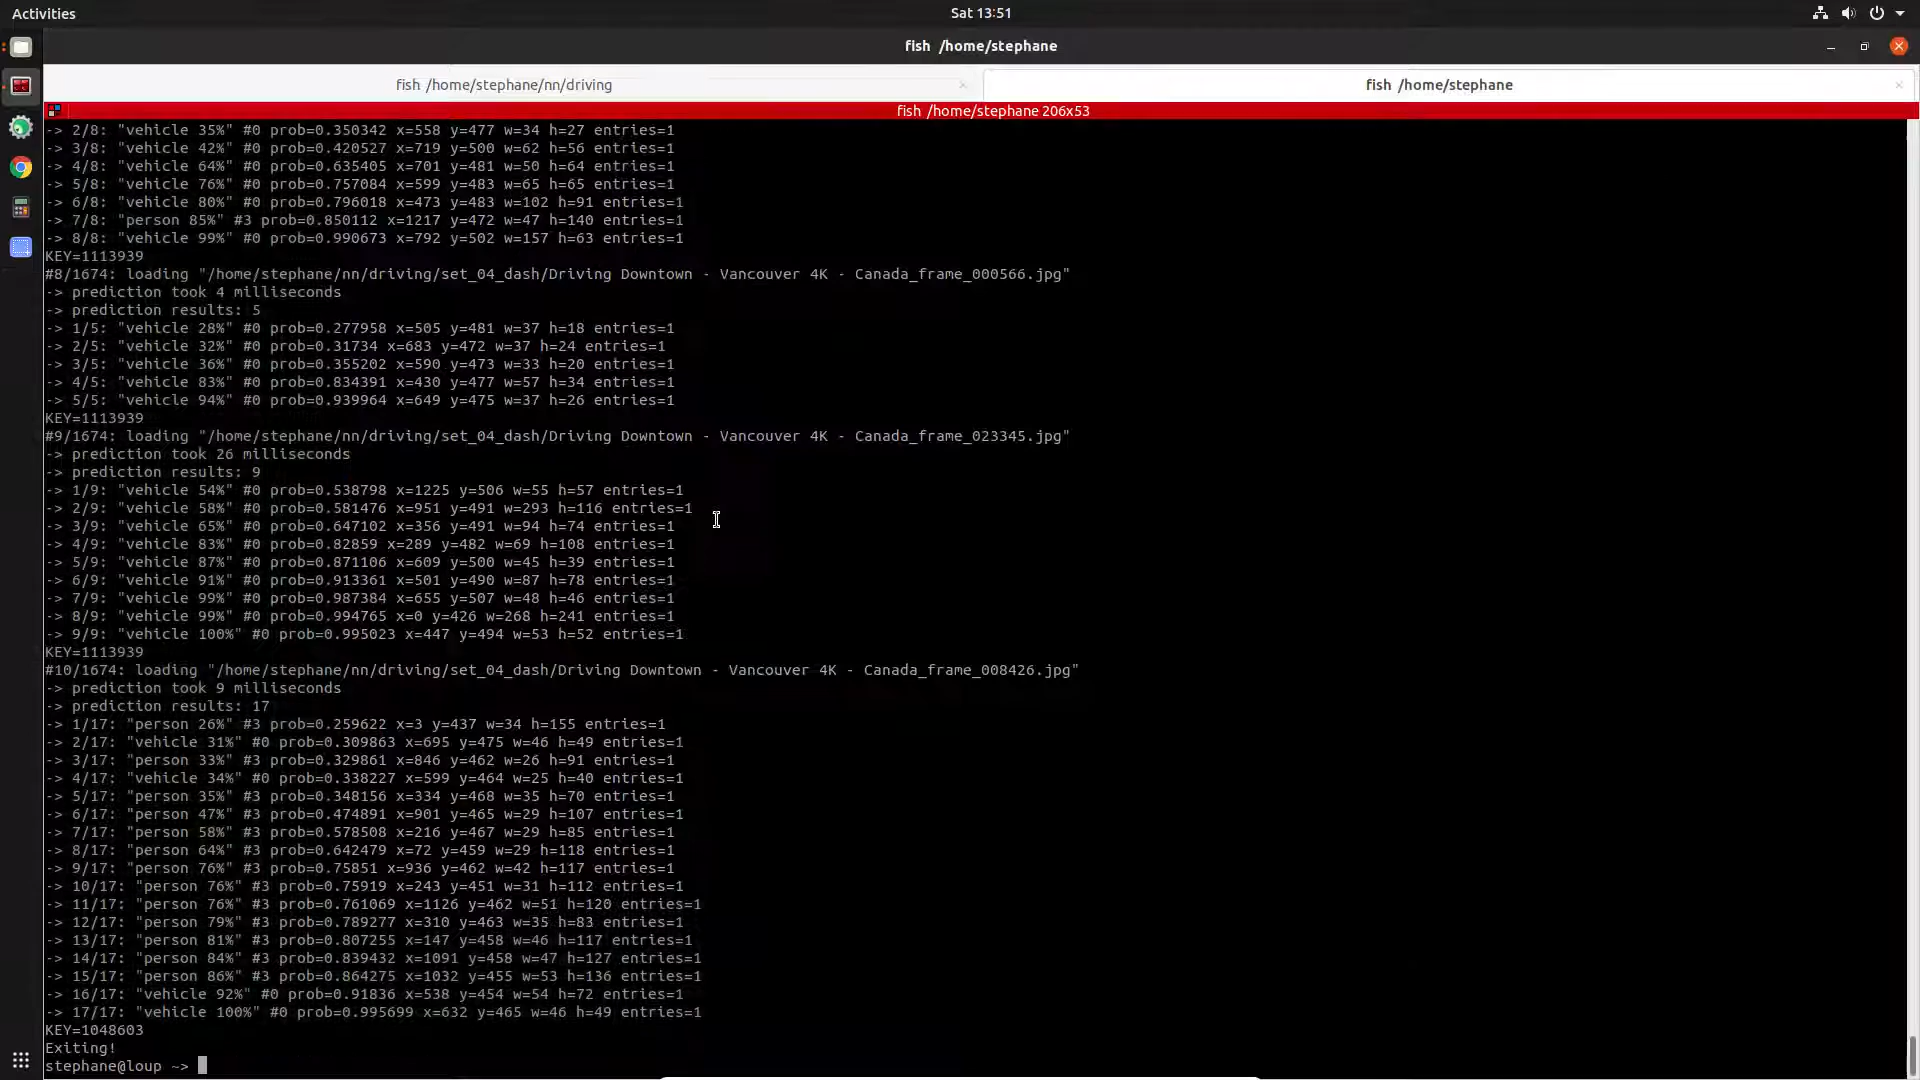 Activities
Sat 13:51
fish /home/stephane
fish /home/stephane/nn/driving
fish /home/stephane
fish /home/stephane 206x53
-> 2/8: "vehicle 35%" #0 prob=0.350342 x=558 y=477 w=34 h=27 entries=1
-> 3/8: "vehicle 42%" #0 prob=0.420527 x=719 y=500 w=62 h=56 entries=1
-> 4/8: "vehicle 64%" #0 prob=0.635405 x=701 y=481 w=50 h=64 entries=1
-> 5/8: "vehicle 76%" #0 prob=0.757084 x=599 y=483 w=65 h=65 entries=1
-> 6/8: "vehicle 80%" #0 prob=0.796018 x=473 y=483 w=102 h=91 entries=1
-> 7/8: "person 85%" #3 prob=0.850112 x=1217 y=472 w=47 h=140 entries=1
-> 8/8: "vehicle 99%" #0 prob=0.990673 x=792 y=502 w=157 h=63 entries=1
KEY=1113939
#8/1674: loading "/home/stephane/nn/driving/set_04_dash/Driving Downtown - Vancouver 4K - Canada_frame_000566.jpg"
-> prediction took 4 milliseconds
-> prediction results: 5
-> 1/5: "vehicle 28%" #0 prob=0.277958 x=505 y=481 w=37 h=18 entries=1
-> 2/5: "vehicle 32%" #0 prob=0.31734 x=683 y=472 w=37 h=24 entries=1
-> 3/5: "vehicle 36%" #0 prob=0.355202 x=590 y=473 w=33 h=20 entries=1
-> 4/5: "vehicle 83%" #0 prob=0.834391 x=430 y=477 w=57 h=34 entries=1
-> 5/5: "vehicle 94%" #0 prob=0.939964 x=649 y=475 w=37 h=26 entries=1
KEY=1113939
#9/1674: loading "/home/stephane/nn/driving/set_04_dash/Driving Downtown - Vancouver 4K - Canada_frame_023345.jpg"
-> prediction took 26 milliseconds
-> prediction results: 9
-> 1/9: "vehicle 54%" #0 prob=0.538798 x=1225 y=506 w=55 h=57 entries=1
-> 2/9: "vehicle 58%" #0 prob=0.581476 x=951 y=491 w=293 h=116 entries=1
-> 3/9: "vehicle 65%" #0 prob=0.647102 x=356 y=491 w=94 h=74 entries=1
-> 4/9: "vehicle 83%" #0 prob=0.82859 x=289 y=482 w=69 h=108 entries=1
-> 5/9: "vehicle 87%" #0 prob=0.871106 x=609 y=500 w=45 h=39 entries=1
-> 6/9: "vehicle 91%" #0 prob=0.913361 x=501 y=490 w=87 h=78 entries=1
-> 7/9: "vehicle 99%" #0 prob=0.987384 x=655 y=507 w=48 h=46 entries=1
-> 8/9: "vehicle 99%" #0 prob=0.994765 x=0 y=426 w=268 h=241 entries=1
-> 9/9: "vehicle 100%" #0 prob=0.995023 x=447 y=494 w=53 h=52 entries=1
KEY=1113939
#10/1674: loading "/home/stephane/nn/driving/set_04_dash/Driving Downtown - Vancouver 4K - Canada_frame_008426.jpg"
-> prediction took 9 milliseconds
-> prediction results: 17
-> 1/17: "person 26%" #3 prob=0.259622 x=3 y=437 w=34 h=155 entries=1
-> 2/17: "vehicle 31%" #0 prob=0.309863 x=695 y=475 w=46 h=49 entries=1
-> 3/17: "person 33%" #3 prob=0.329861 x=846 y=462 w=26 h=91 entries=1
-> 4/17: "vehicle 34%" #0 prob=0.338227 x=599 y=464 w=25 h=40 entries=1
-> 5/17: "person 35%" #3 prob=0.348156 x=334 y=468 w=35 h=70 entries=1
-> 6/17: "person 47%" #3 prob=0.474891 x=901 y=465 w=29 h=107 entries=1
-> 7/17: "person 58%" #3 prob=0.578508 x=216 y=467 w=29 h=85 entries=1
-> 8/17: "person 64%" #3 prob=0.642479 x=72 y=459 w=29 h=118 entries=1
-> 9/17: "person 76%" #3 prob=0.75851 x=936 y=462 w=42 h=117 entries=1
-> 10/17: "person 76%" #3 prob=0.75919 x=243 y=451 w=31 h=112 entries=1
-> 11/17: "person 76%" #3 prob=0.761069 x=1126 y=462 w=51 h=120 entries=1
-> 12/17: "person 79%" #3 prob=0.789277 x=310 y=463 w=35 h=83 entries=1
-> 13/17: "person 81%" #3 prob=0.807255 x=147 y=458 w=46 h=117 entries=1
-> 14/17: "person 84%" #3 prob=0.839432 x=1091 y=458 w=47 h=127 entries=1
-> 15/17: "person 86%" #3 prob=0.864275 x=1032 y=455 w=53 h=136 entries=1
-> 16/17: "vehicle 92%" #0 prob=0.91836 x=538 y=454 w=54 h=72 entries=1
-> 17/17: "vehicle 100%" #0 prob=0.995699 x=632 y=465 w=46 h=49 entries=1
KEY=1048603
Exiting!
stephane@loup ~>